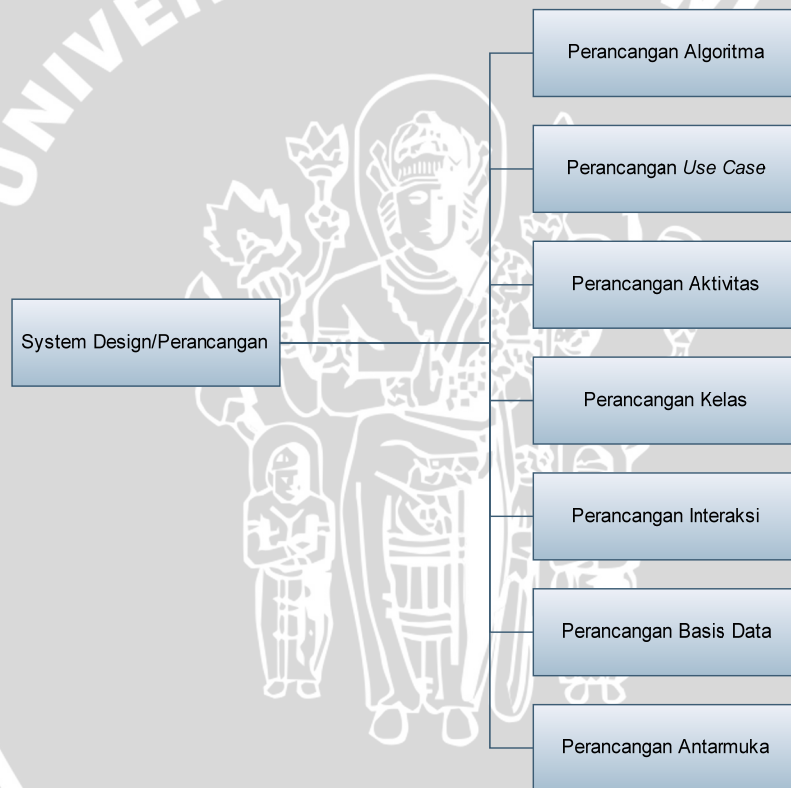 UNIVER
Perancangan Algoritma
Perancangan Use Case
Perancangan Aktivitas
System Design/Perancangan
Perancangan Kelas
Perancangan Interaksi
Perancangan Basis Data
Perancangan Antarmuka